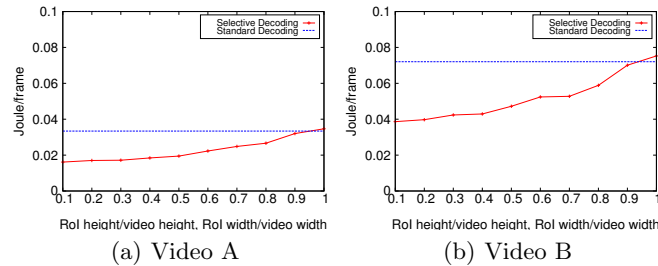 Joule/frame
0.1
0.08
0.06
0.04
0.02
0
Selective Decoding
Standard Decoding
0.1 0.2 0.3 0.4 0.5 0.6 0.7 0.8 0.9 1
RoI height/video height, RoI width/video width
(a) Video A
Joule/frame
0.1
0.08
0.06
0.04
0.02
0
Selective Decoding
Standard Decoding
0.1 0.2 0.3 0.4 0.5 0.6 0.7 0.8 0.9 1
RoI height/video height, RoI width/video width
(b) Video B